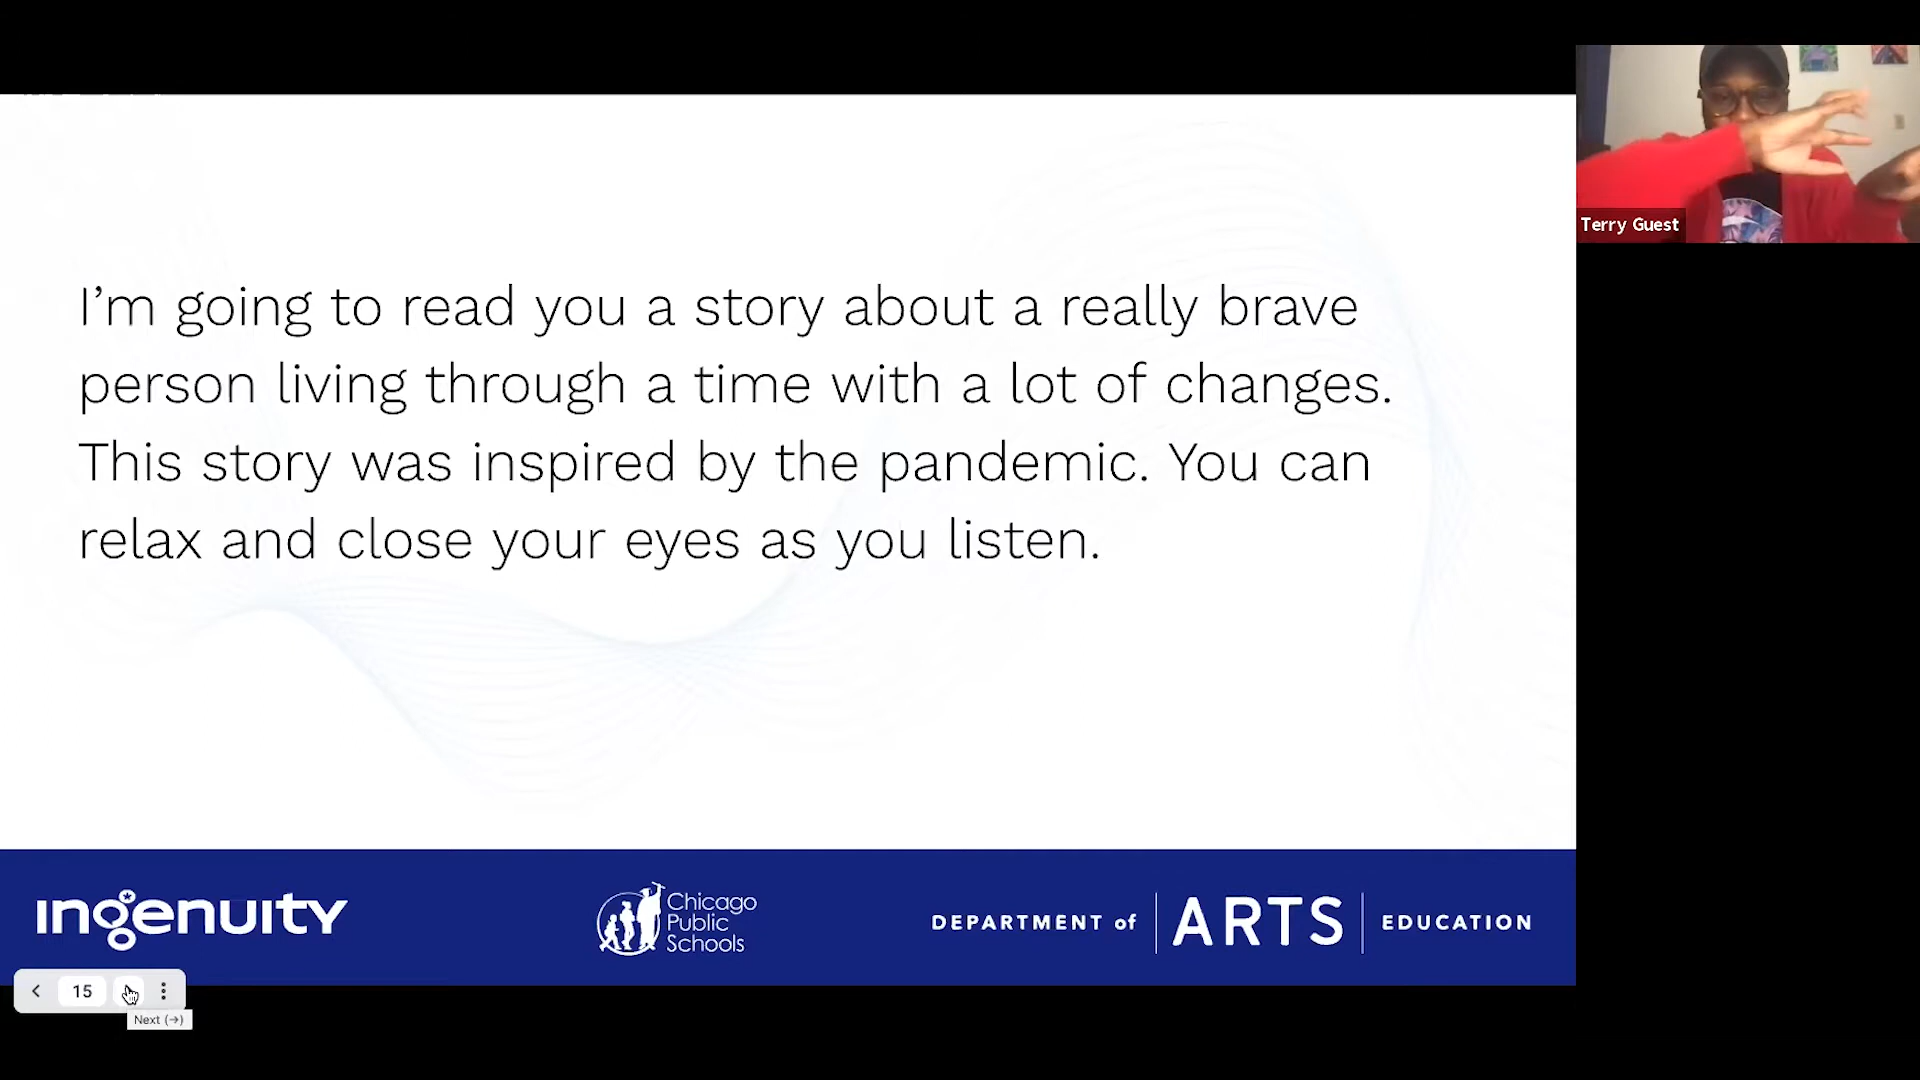 Terry Guest
I’m going to read you a story about a really brave
person living through a time with a lot of changes.
This story was inspired by the pandemic. You can
relax and close your eyes as you listen.
ingenuity
Chicago
Public
Schools
DEPARTMENT of ARTS EDUCATION
15
Next (→)